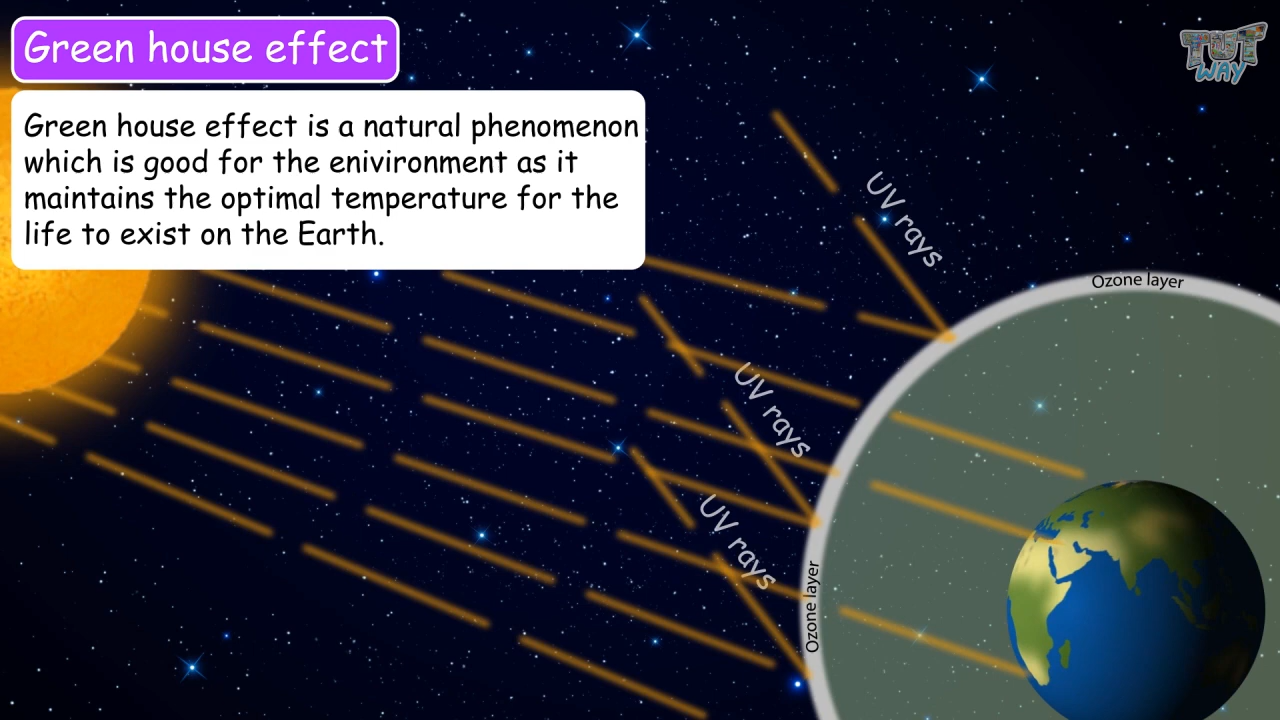 Green house effect
TUT
WAY
Green house effect is a natural phenomenon
which is good for the enivironment as it
maintains the optimal temperature for the
life to exist on the Earth.
UV rays
Ozone layer
UV rays
UV rays
Ozone layer